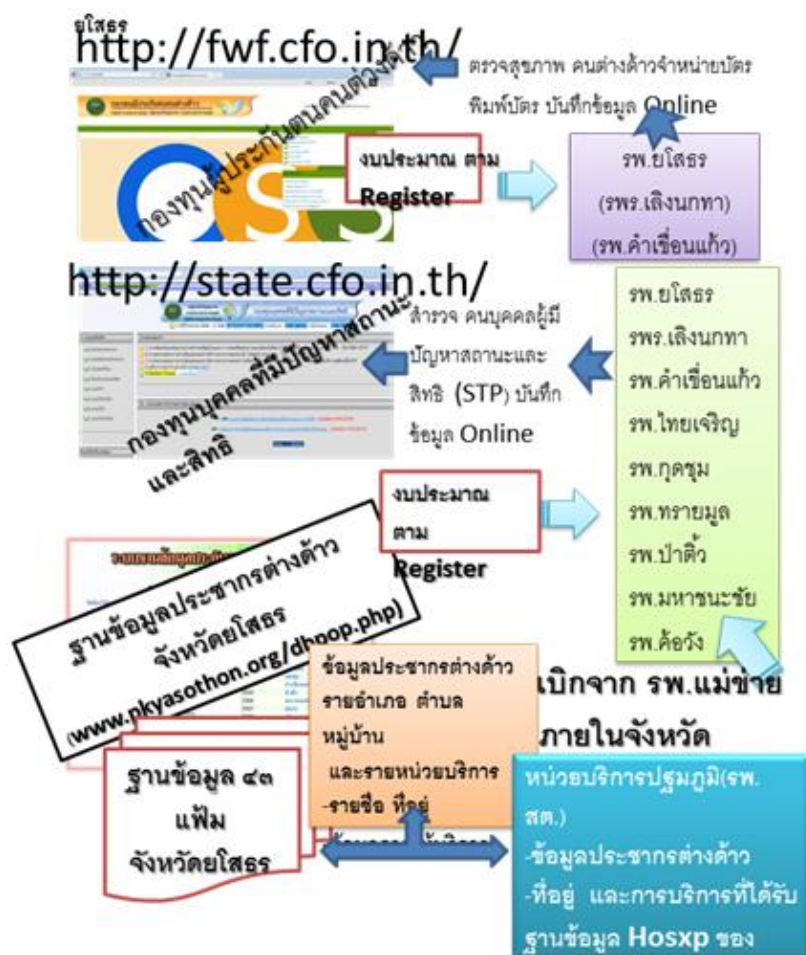 ยโสธร
http://fwf.cfo.in.th/
กองทุนผู้ประกันตนคนต่างด้าว
ตรวจสุขภาพ คนต่างด้าวจำหน่ายบัตร
พิมพ์บัตร บันทึกข้อมูล Online
งบประมาณ ตาม
Register
รพ.ยโสธร
(รพร.เลิงนกทา)
(รพ.คำเขื่อนแก้ว)
http://state.cfo.in.th/
กองทุนบุคคลที่มีปัญหาสถานะ
และสิทธิ
สำรวจ คนบุคคลผู้มี
ปัญหาสถานะและ
สิทธิ (STP) บันทึก
ข้อมูล Online
รพ.ยโสธร
รพร.เลิงนกทา
รพ.คำเขื่อนแก้ว
รพ.ไทยเจริญ
รพ.กุดชุม
รพ.ทรายมูล
รพ.ป่าติ้ว
รพ.มหาชนะชัย
รพ.ค้อวัง
งบประมาณ
ตาม
Register
ฐานข้อมูลประชากรต่างด้าว
จังหวัดยโสธร
(www.pkyasothon.org/dhpop.php)
ข้อมูลประชากรต่างด้าว
รายอำเภอ ตำบล
หมู่บ้าน
และรายหน่วยบริการ
-รายชื่อ ที่อยู่
เบิกจาก รพ.แม่ข่าย
ภายในจังหวัด
ฐานข้อมูล ๔๓
แฟ้ม
จังหวัดยโสธร
หน่วยบริการปฐมภูมิ(รพ.
สต.)
-ข้อมูลประชากรต่างด้าว
-ที่อยู่ และการบริการที่ได้รับ
ฐานข้อมูล Hosxp ของ